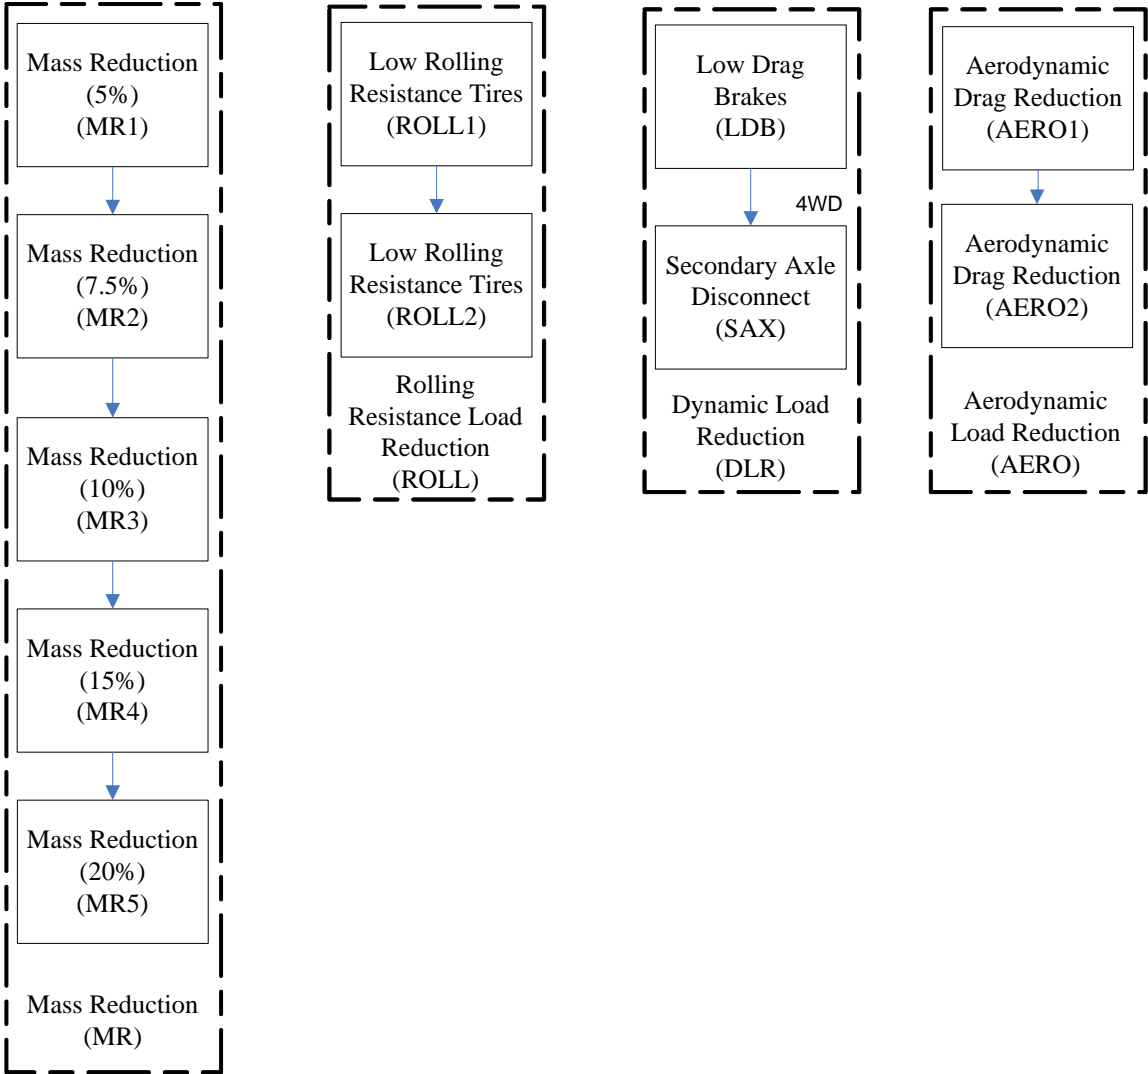 Mass Reduction
(5%)
(MR1)
Mass Reduction
(7.5%)
(MR2)
Mass Reduction
(10%)
(MR3)
Mass Reduction
(15%)
(MR4)
Mass Reduction
(20%)
(MR5)
Mass Reduction
(MR)
Low Rolling
Resistance Tires
(ROLL1)
Low Rolling
Resistance Tires
(ROLL2)
Rolling
Resistance Load
Reduction
(ROLL)
Low Drag
Brakes
(LDB)
4WD
Secondary Axle
Disconnect
(SAX)
Dynamic Load
Reduction
(DLR)
Aerodynamic
Drag Reduction
(AERO1)
Aerodynamic
Drag Reduction
(AERO2)
Aerodynamic
Load Reduction
(AERO)